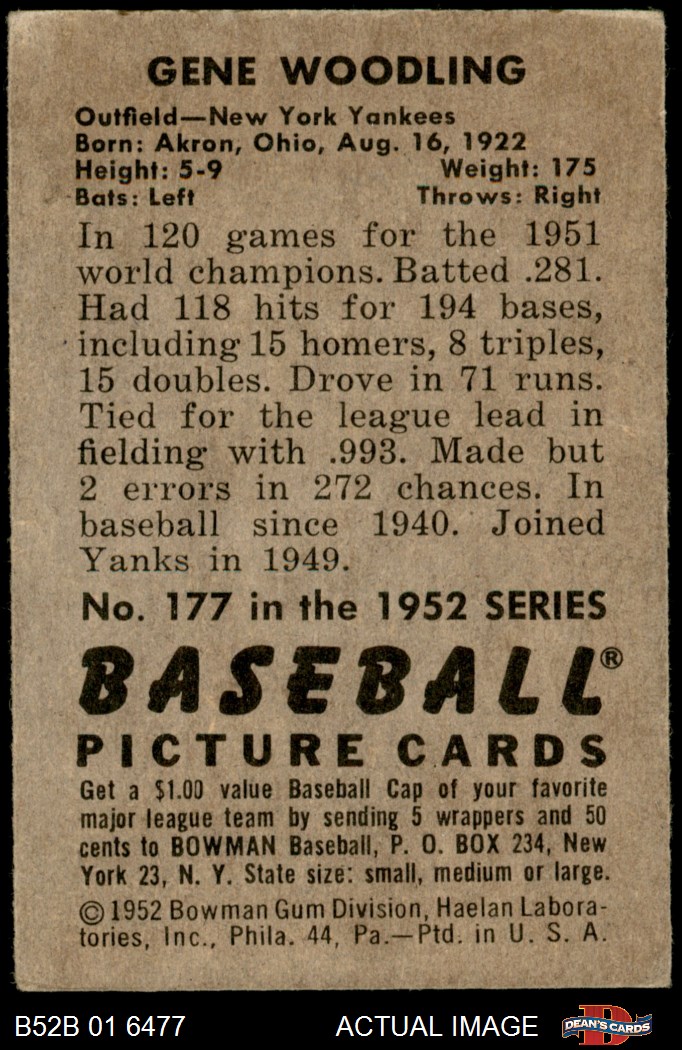 GENE WOODLING
Outfield—New York Yankees
Born: Akron, Ohio, Aug. 16, 1922
Height: 5-9 Weight: 175
Bats: Left Throws: Right
In 120 games for the 1951
world champions. Batted .281.
Had 118 hits for 194 bases,
including 15 homers, 8 triples,
15 doubles. Drove in 71 runs.
Tied for the league lead in
fielding with .993. Made but
2 errors in 272 chances. In
baseball since 1940. Joined
Yanks in 1949.
No. 177 in the 1952 SERIES
BASEBALL®
PICTURE CARDS
Get a $1.00 value Baseball Cap of your favorite
major league team by sending 5 wrappers and 50
cents to BOWMAN Baseball, P. O. BOX 234, New
York 23, N. Y. State size: small, medium or large.
© 1952 Bowman Gum Division, Haelan Labora-
tories, Inc., Phila. 44, Pa.—Ptd. in U. S. A.
B52B 01 6477 ACTUAL IMAGE D DEAN'S CARDS